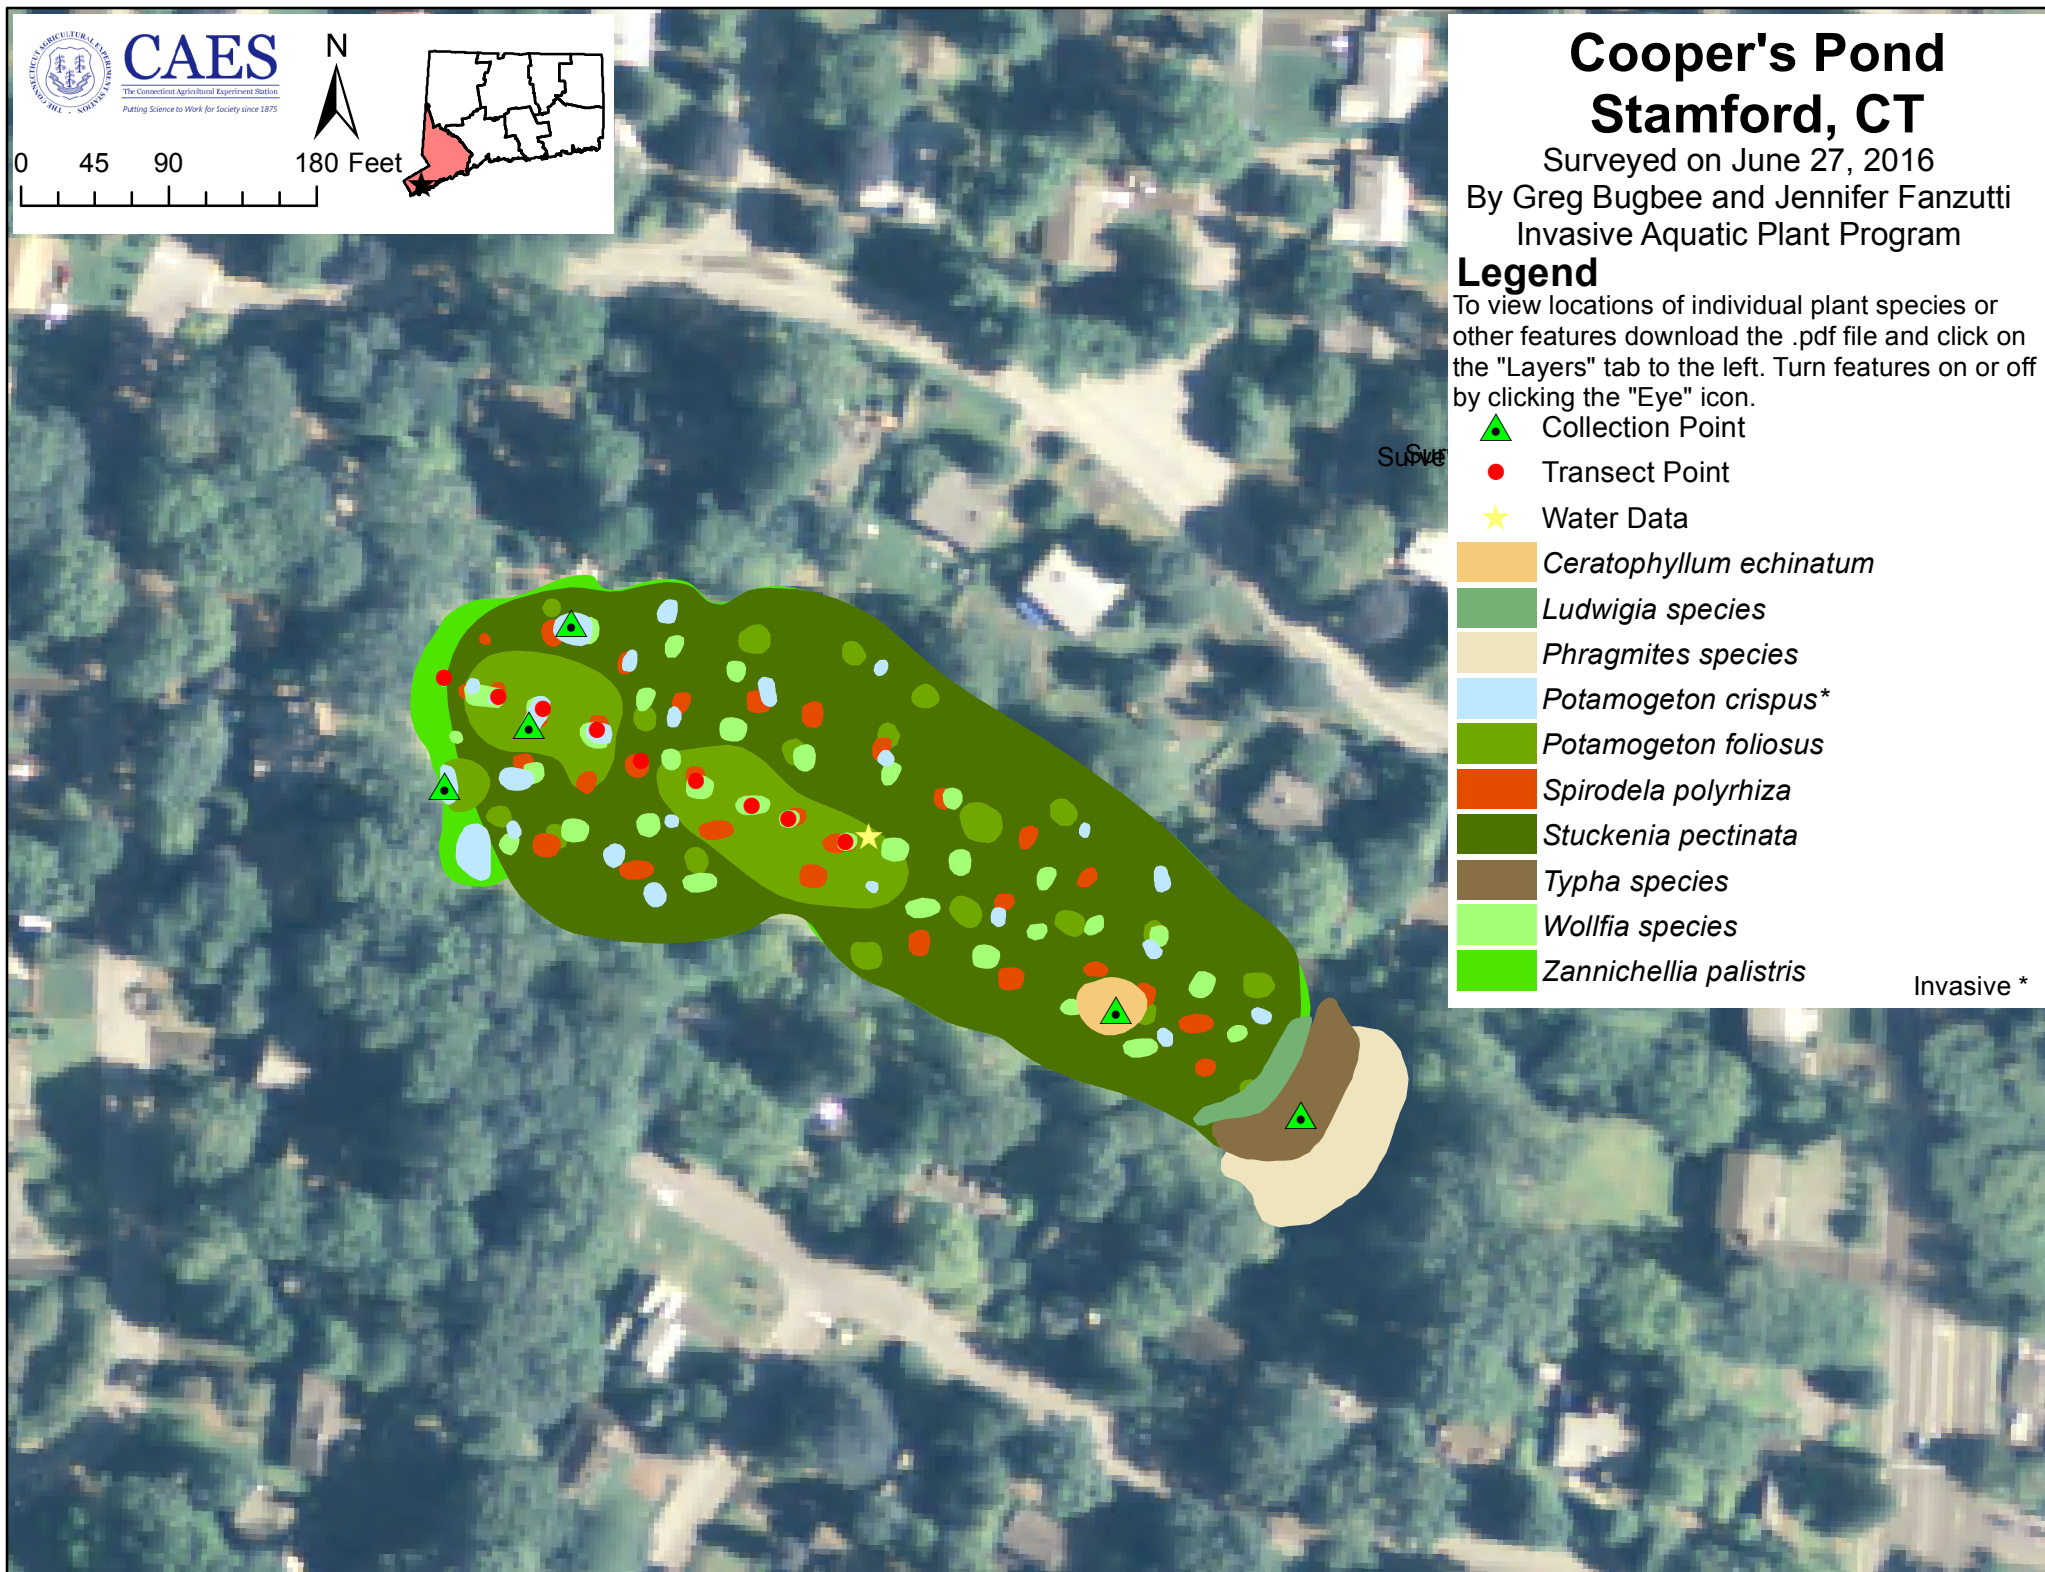 THE CONNECTICUT AGRICULTURAL EXPERIMENT STATION
CAES
The Connecticut Agricultural Experiment Station
Putting Science to Work for Society since 1875
N
0 45 90 180 Feet
Cooper's Pond
Stamford, CT
Surveyed on June 27, 2016
By Greg Bugbee and Jennifer Fanzutti
Invasive Aquatic Plant Program
Legend
To view locations of individual plant species or
other features download the .pdf file and click on
the "Layers" tab to the left. Turn features on or off
by clicking the "Eye" icon.
Collection Point
Transect Point
Water Data
Ceratophyllum echinatum
Ludwigia species
Phragmites species
Potamogeton crispus*
Potamogeton foliosus
Spirodela polyrhiza
Stuckenia pectinata
Typha species
Wollfia species
Zannichellia palistris
Invasive *